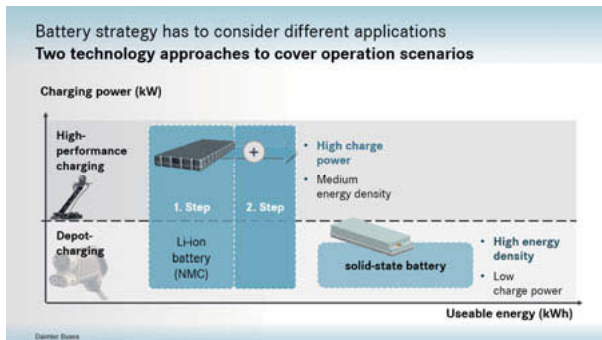 Battery strategy has to consider different applications
Two technology approaches to cover operation scenarios
Charging power (kW)
High-
performance
charging
1. Step
2. Step
+
• High charge
power
• Medium
energy density
Depot-
charging
Li-ion
battery
(NMC)
solid-state battery
• High energy
density
• Low
charge power
Useable energy (kWh)
Daimler Buses